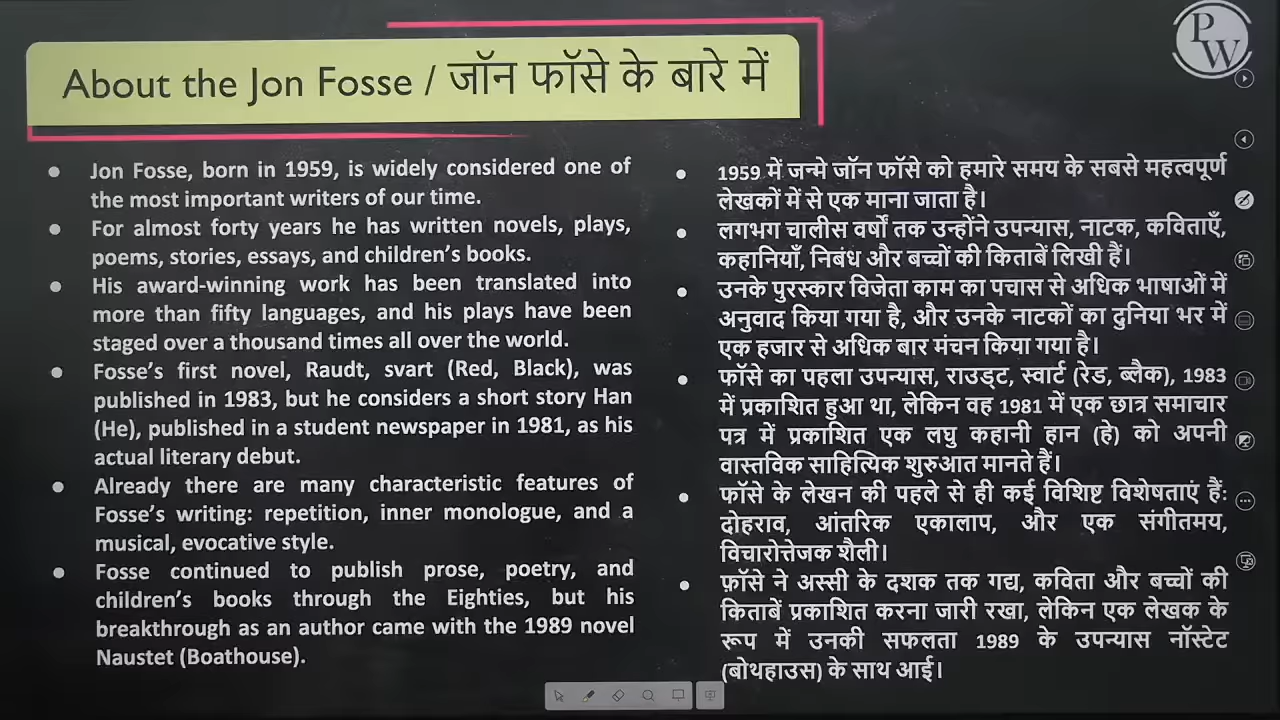 About the Jon Fosse / जॉन फॉसे के बारे में
PW
Jon Fosse, born in 1959, is widely considered one of
the most important writers of our time.
For almost forty years he has written novels, plays,
poems, stories, essays, and children's books.
His award-winning work has been translated into
more than fifty languages, and his plays have been
staged over a thousand times all over the world.
Fosse's first novel, Raudt, svart (Red, Black), was
published in 1983, but he considers a short story Han
(He), published in a student newspaper in 1981, as his
actual literary debut.
Already there are many characteristic features of
Fosse's writing: repetition, inner monologue, and a
musical, evocative style.
Fosse continued to publish prose, poetry, and
children's books through the Eighties, but his
breakthrough as an author came with the 1989 novel
Naustet (Boathouse).
1959 में जन्मे जॉन फॉसे को हमारे समय के सबसे महत्वपूर्ण
लेखकों में से एक माना जाता है।
लगभग चालीस वर्षों तक उन्होंने उपन्यास, नाटक, कविताएँ,
कहानियाँ, निबंध और बच्चों की किताबें लिखी हैं।
उनके पुरस्कार विजेता काम का पचास से अधिक भाषाओं में
अनुवाद किया गया है, और उनके नाटकों का दुनिया भर में
एक हजार से अधिक बार मंचन किया गया है।
फॉसे का पहला उपन्यास, राउड्ट, स्वार्ट (रेड, ब्लैक), 1983
में प्रकाशित हुआ था, लेकिन वह 1981 में एक छात्र समाचार
पत्र में प्रकाशित एक लघु कहानी हान (हे) को अपनी
वास्तविक साहित्यिक शुरुआत मानते हैं।
फॉसे के लेखन की पहले से ही कई विशिष्ट विशेषताएं हैं:
दोहराव, आंतरिक एकालाप, और एक संगीतमय,
विचारोत्तेजक शैली।
फ़ॉसे ने अस्सी के दशक तक गद्य, कविता और बच्चों की
किताबें प्रकाशित करना जारी रखा, लेकिन एक लेखक के
रूप में उनकी सफलता 1989 के उपन्यास नॉस्टेट
(बोथहाउस) के साथ आई।